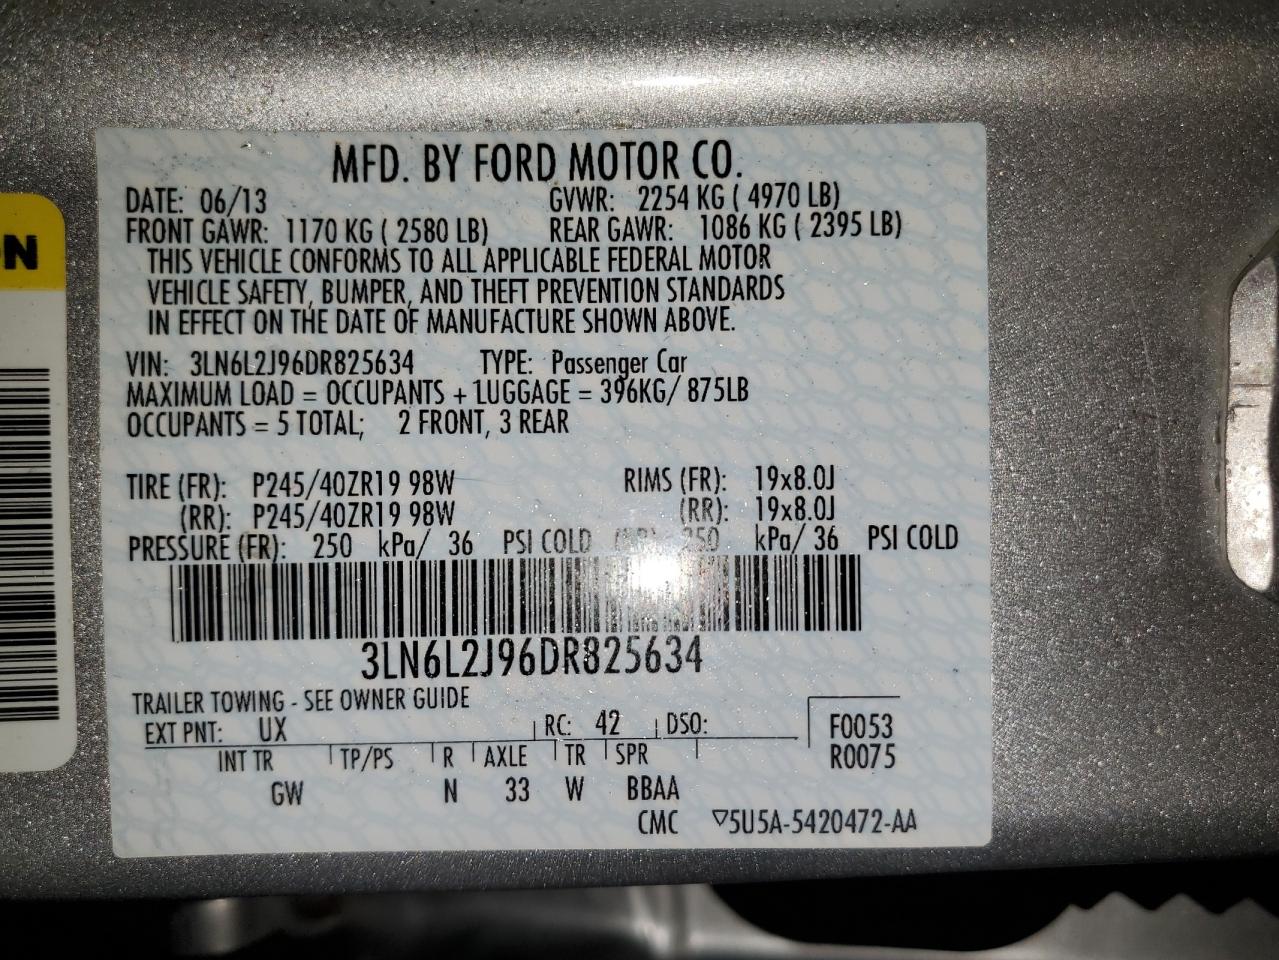 ON
MFD. BY FORD MOTOR CO.
DATE: 06/13 GVWR: 2254 KG ( 4970 LB)
FRONT GAWR: 1170 KG ( 2580 LB) REAR GAWR: 1086 KG ( 2395 LB)
THIS VEHICLE CONFORMS TO ALL APPLICABLE FEDERAL MOTOR
VEHICLE SAFETY, BUMPER, AND THEFT PREVENTION STANDARDS
IN EFFECT ON THE DATE OF MANUFACTURE SHOWN ABOVE.
VIN: 3LN6L2J96DR825634 TYPE: Passenger Car
MAXIMUM LOAD = OCCUPANTS + LUGGAGE = 396KG/ 875LB
OCCUPANTS = 5 TOTAL; 2 FRONT, 3 REAR
TIRE (FR): P245/40ZR19 98W RIMS (FR): 19x8.0J
(RR): P245/40ZR19 98W (RR): 19x8.0J
PRESSURE (FR): 250 kPa/ 36 PSI COLD (RR): 250 kPa/ 36 PSI COLD
3LN6L2J96DR825634
TRAILER TOWING - SEE OWNER GUIDE
EXT PNT: UX RC: 42 DSO: F0053
INT TR TP/PS R AXLE TR SPR R0075
GW N 33 W BBAA
CMC ▽5U5A-5420472-AA